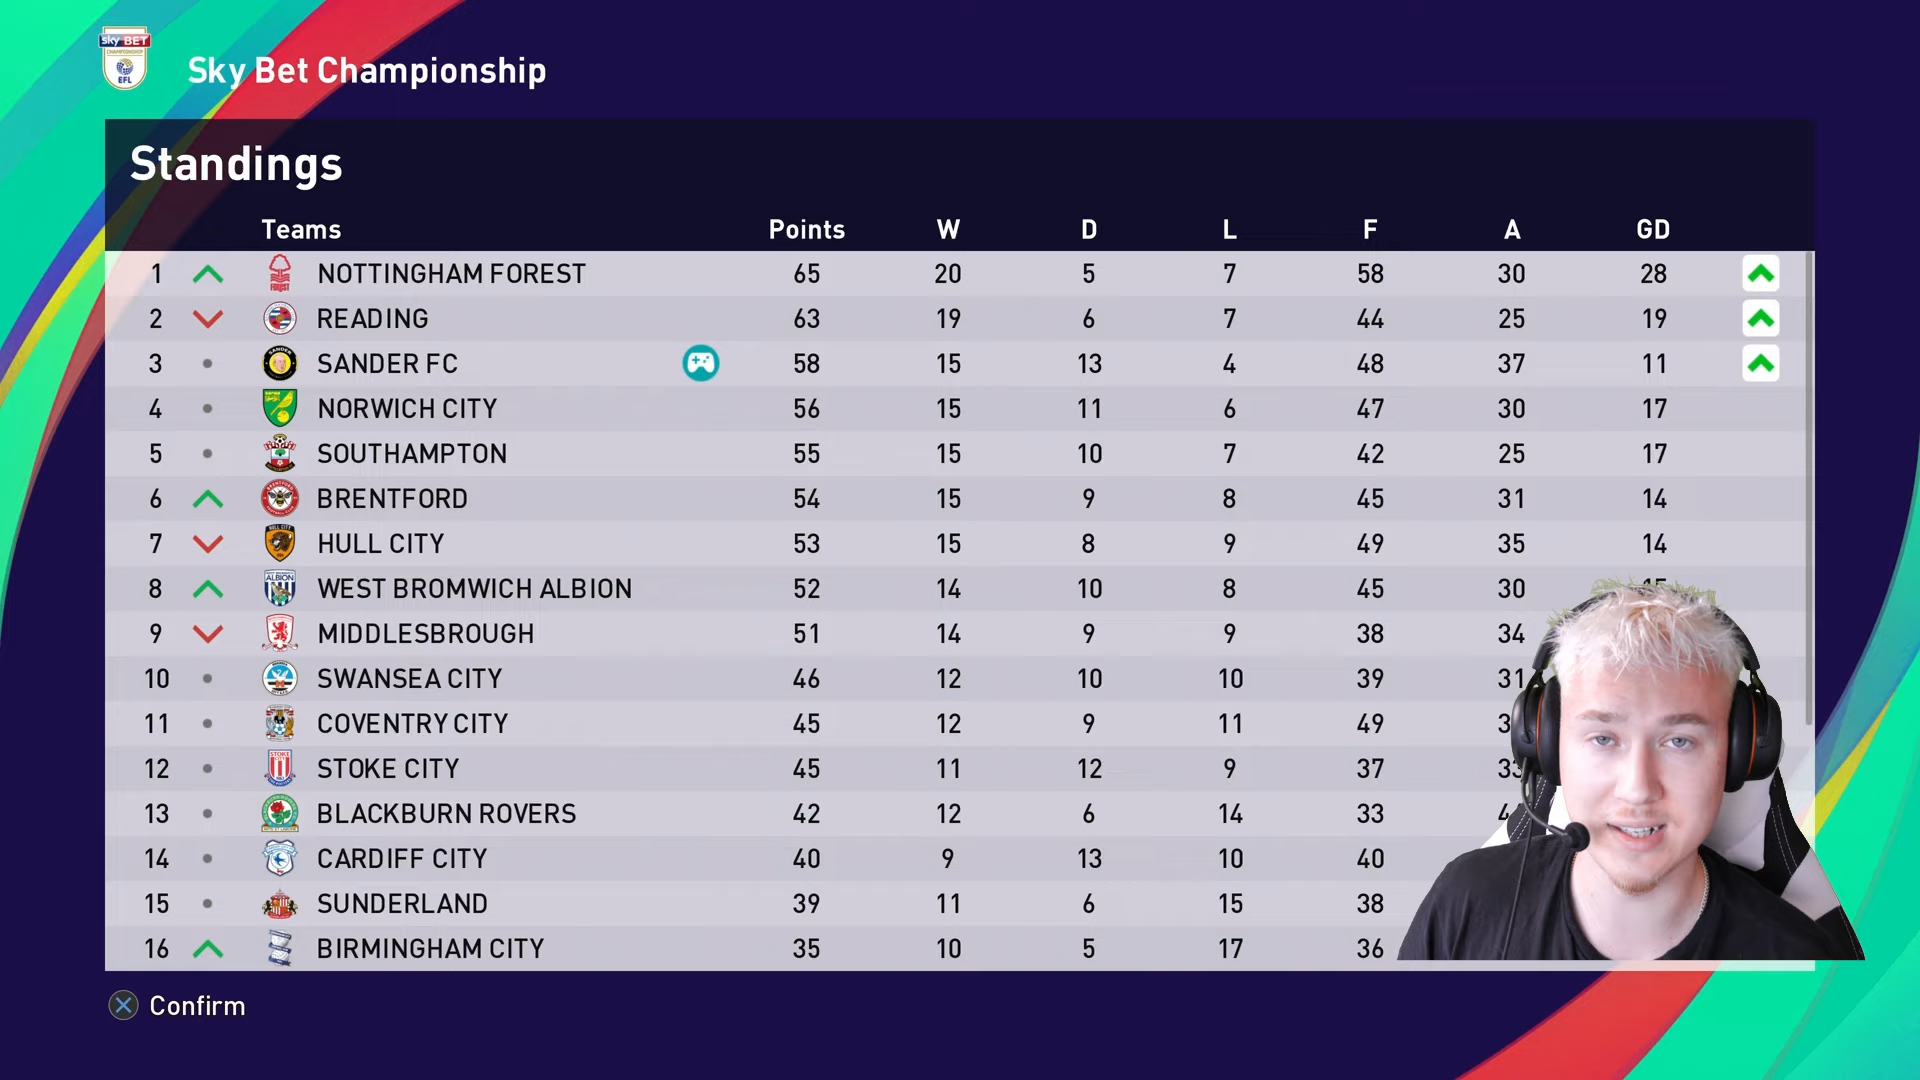 sky BET
CHAMPIONSHIP
EFL
Sky Bet Championship
Standings
Teams Points W D L F A GD
1 NOTTINGHAM FOREST 65 20 5 7 58 30 28
2 READING 63 19 6 7 44 25 19
3 SANDER FC 58 15 13 4 48 37 11
4 NORWICH CITY 56 15 11 6 47 30 17
5 SOUTHAMPTON 55 15 10 7 42 25 17
6 BRENTFORD 54 15 9 8 45 31 14
7 HULL CITY 53 15 8 9 49 35 14
8 WEST BROMWICH ALBION 52 14 10 8 45 30
9 MIDDLESBROUGH 51 14 9 9 38 34
10 SWANSEA CITY 46 12 10 10 39 31
11 COVENTRY CITY 45 12 9 11 49
12 STOKE CITY 45 11 12 9 37 33
13 BLACKBURN ROVERS 42 12 6 14 33
14 CARDIFF CITY 40 9 13 10 40
15 SUNDERLAND 39 11 6 15 38
16 BIRMINGHAM CITY 35 10 5 17 36
Confirm